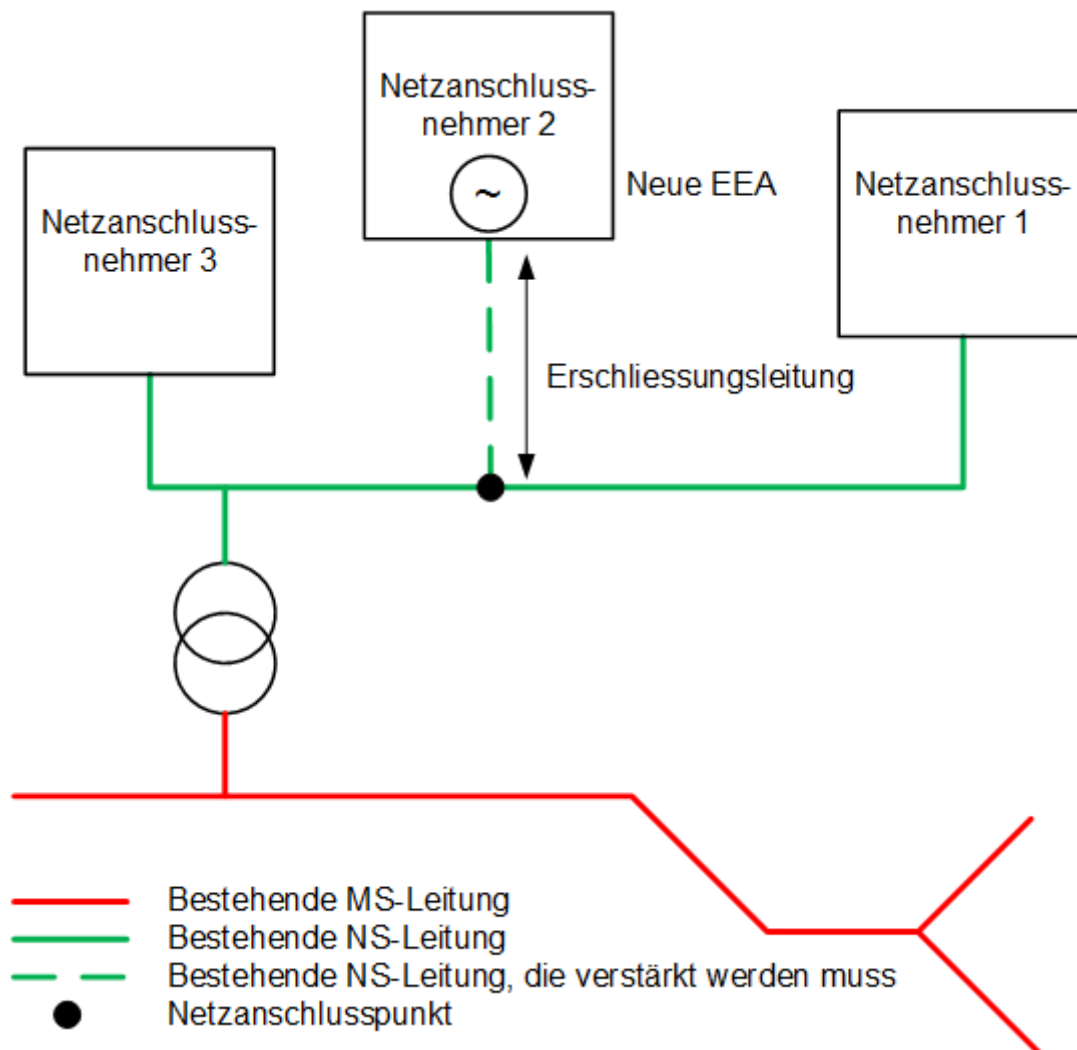 Netzanschluss-
nehmer 2
~
Neue EEA
Netzanschluss-
nehmer 1
Netzanschluss-
nehmer 3
Erschliessungsleitung
Bestehende MS-Leitung
Bestehende NS-Leitung
Bestehende NS-Leitung, die verstärkt werden muss
Netzanschlusspunkt